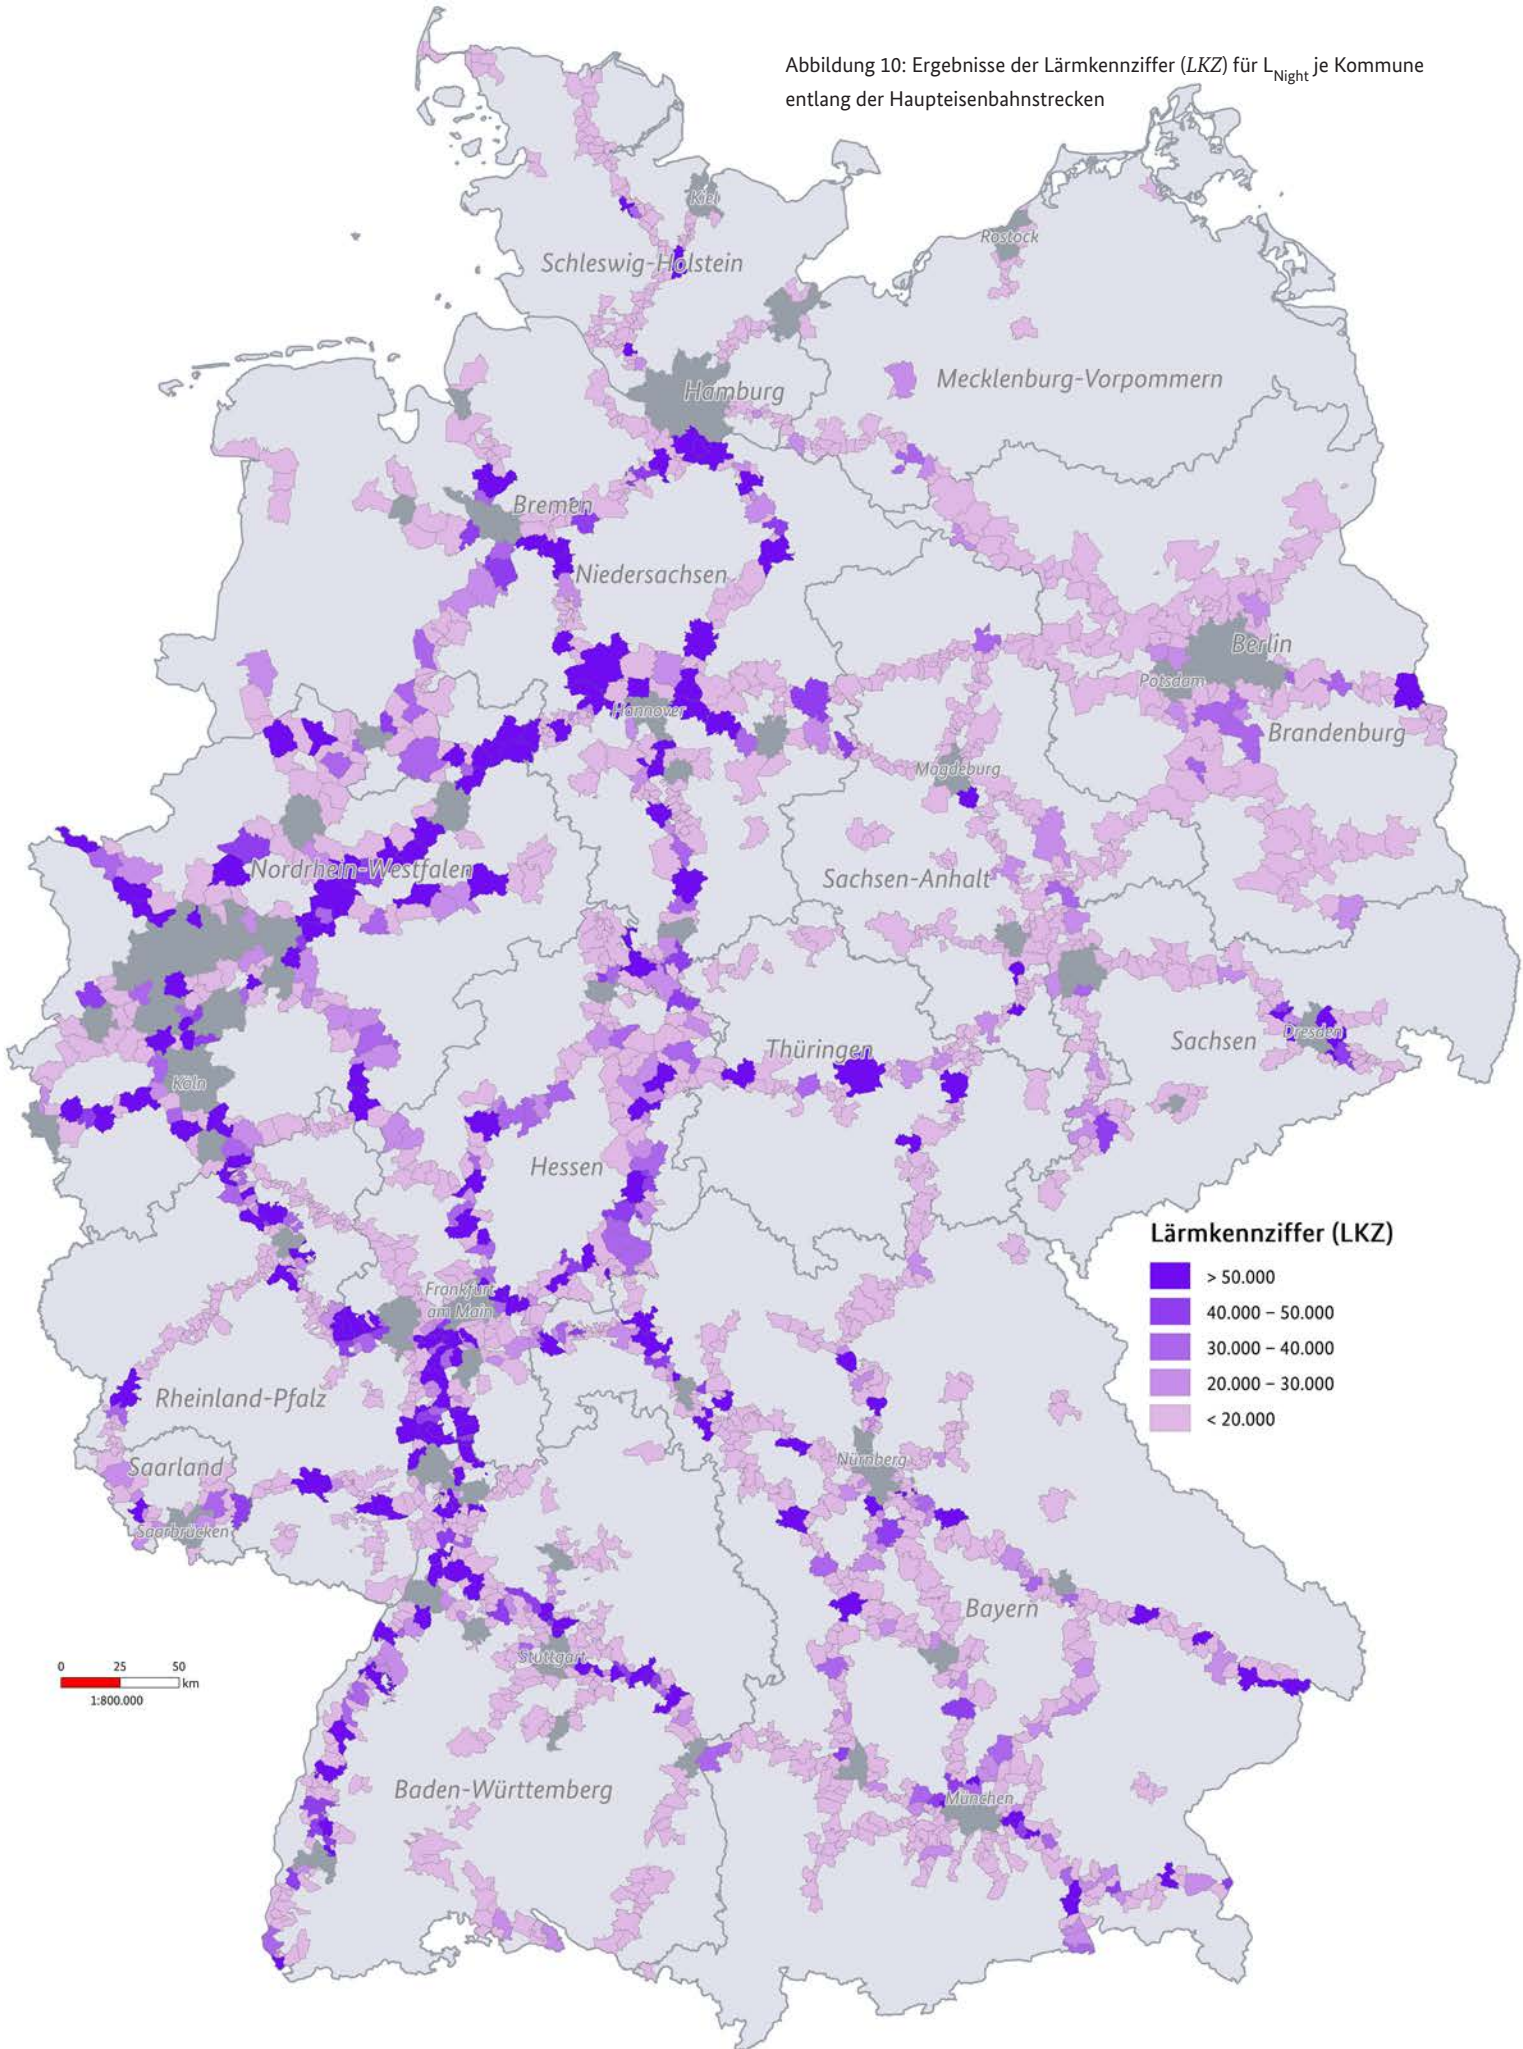 Abbildung 10: Ergebnisse der Lärmkennziffer (LKZ) für L_Night je Kommune
entlang der Haupteisenbahnstrecken
Kiel
Rostock
Schleswig-Holstein
Mecklenburg-Vorpommern
Hamburg
Bremen
Niedersachsen
Berlin
Potsdam
Hannover
Brandenburg
Magdeburg
Nordrhein-Westfalen
Sachsen-Anhalt
Dresden
Sachsen
Thüringen
Köln
Hessen
Lärmkennziffer (LKZ)
> 50.000
40.000 – 50.000
30.000 – 40.000
20.000 – 30.000
< 20.000
Frankfurt
am Main
Rheinland-Pfalz
Saarland
Nürnberg
Saarbrücken
Bayern
Stuttgart
0 25 50
km
1:800.000
Baden-Württemberg
München